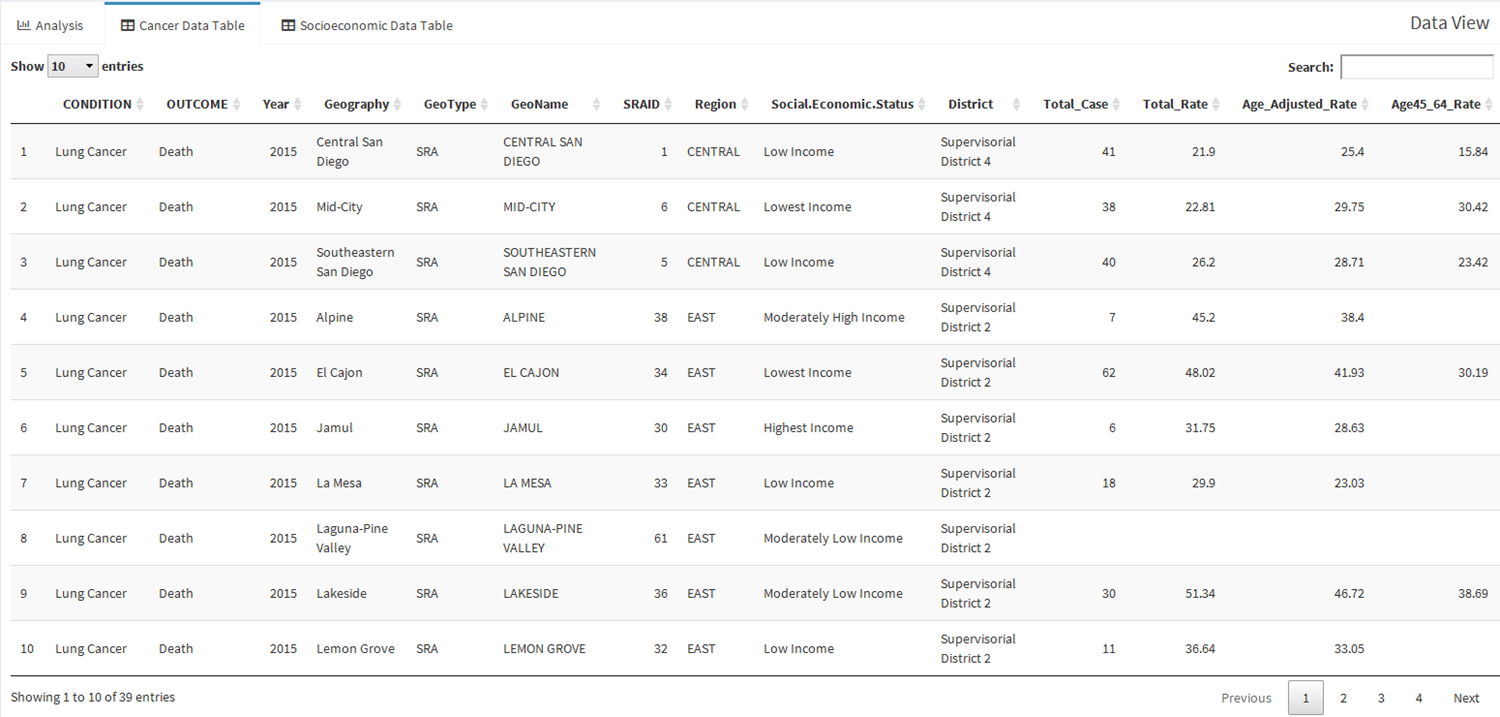 Analysis Cancer Data Table Socioeconomic Data Table Data View
Show 10 entries Search:
CONDITION OUTCOME Year Geography GeoType GeoName SRAID Region Social.Economic.Status District Total_Case Total_Rate Age_Adjusted_Rate Age45_64_Rate
1 Lung Cancer Death 2015 Central San Diego SRA CENTRAL SAN DIEGO 1 CENTRAL Low Income Supervisorial District 4 41 21.9 25.4 15.84
2 Lung Cancer Death 2015 Mid-City SRA MID-CITY 6 CENTRAL Lowest Income Supervisorial District 4 38 22.81 29.75 30.42
3 Lung Cancer Death 2015 Southeastern San Diego SRA SOUTHEASTERN SAN DIEGO 5 CENTRAL Low Income Supervisorial District 4 40 26.2 28.71 23.42
4 Lung Cancer Death 2015 Alpine SRA ALPINE 38 EAST Moderately High Income Supervisorial District 2 7 45.2 38.4
5 Lung Cancer Death 2015 El Cajon SRA EL CAJON 34 EAST Lowest Income Supervisorial District 2 62 48.02 41.93 30.19
6 Lung Cancer Death 2015 Jamul SRA JAMUL 30 EAST Highest Income Supervisorial District 2 6 31.75 28.63
7 Lung Cancer Death 2015 La Mesa SRA LA MESA 33 EAST Low Income Supervisorial District 2 18 29.9 23.03
8 Lung Cancer Death 2015 Laguna-Pine Valley SRA LAGUNA-PINE VALLEY 61 EAST Moderately Low Income Supervisorial District 2
9 Lung Cancer Death 2015 Lakeside SRA LAKESIDE 36 EAST Moderately Low Income Supervisorial District 2 30 51.34 46.72 38.69
10 Lung Cancer Death 2015 Lemon Grove SRA LEMON GROVE 32 EAST Low Income Supervisorial District 2 11 36.64 33.05
Showing 1 to 10 of 39 entries Previous 1 2 3 4 Next